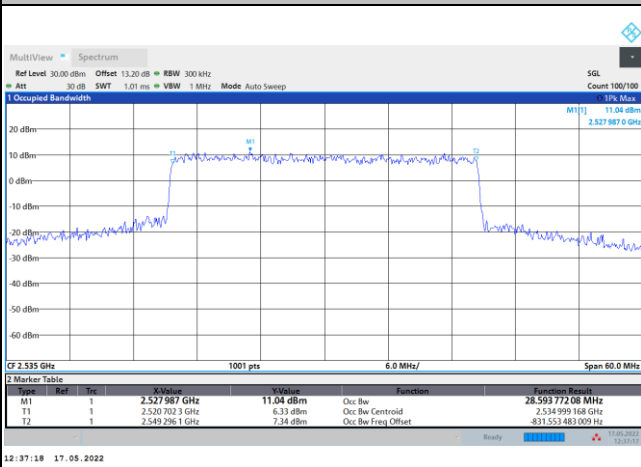 MultiView Spectrum
Ref Level 30.00 dBm Offset 13.20 dB RBW 300 kHz SGL
Att 30 dB SWT 1.01 ms VBW 1 MHz Mode Auto Sweep Count 100/100
1 Occupied Bandwidth 1Pk Max
M1[1] 11.04 dBm
2.527 987 0 GHz
20 dBm
M1
T1 T2
10 dBm
0 dBm
-10 dBm
-20 dBm
-30 dBm
-40 dBm
-50 dBm
-60 dBm
CF 2.535 GHz 1001 pts 6.0 MHz/ Span 60.0 MHz
2 Marker Table
Type Ref Trc X-Value Y-Value Function Function Result
M1 1 2.527 987 GHz 11.04 dBm Occ Bw 28.593 772 08 MHz
T1 1 2.520 702 3 GHz 6.33 dBm Occ Bw Centroid 2.534 999 168 GHz
T2 1 2.549 296 1 GHz 7.34 dBm Occ Bw Freq Offset -831.553 483 009 Hz
Ready 17.05.2022
12:37:17
12:37:18 17.05.2022